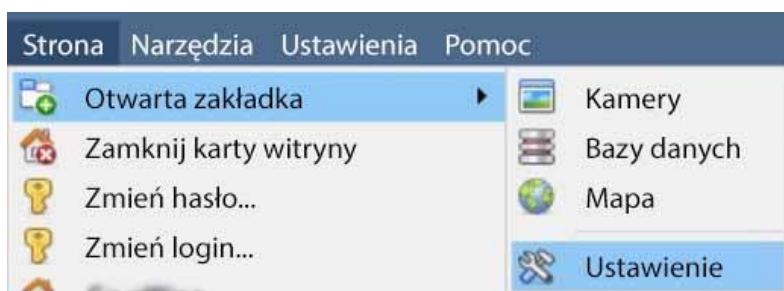 Strona Narzędzia Ustawienia Pomoc
Otwarta zakładka
Zamknij karty witryny
Zmień hasło...
Zmień login...
Kamery
Bazy danych
Mapa
Ustawienie